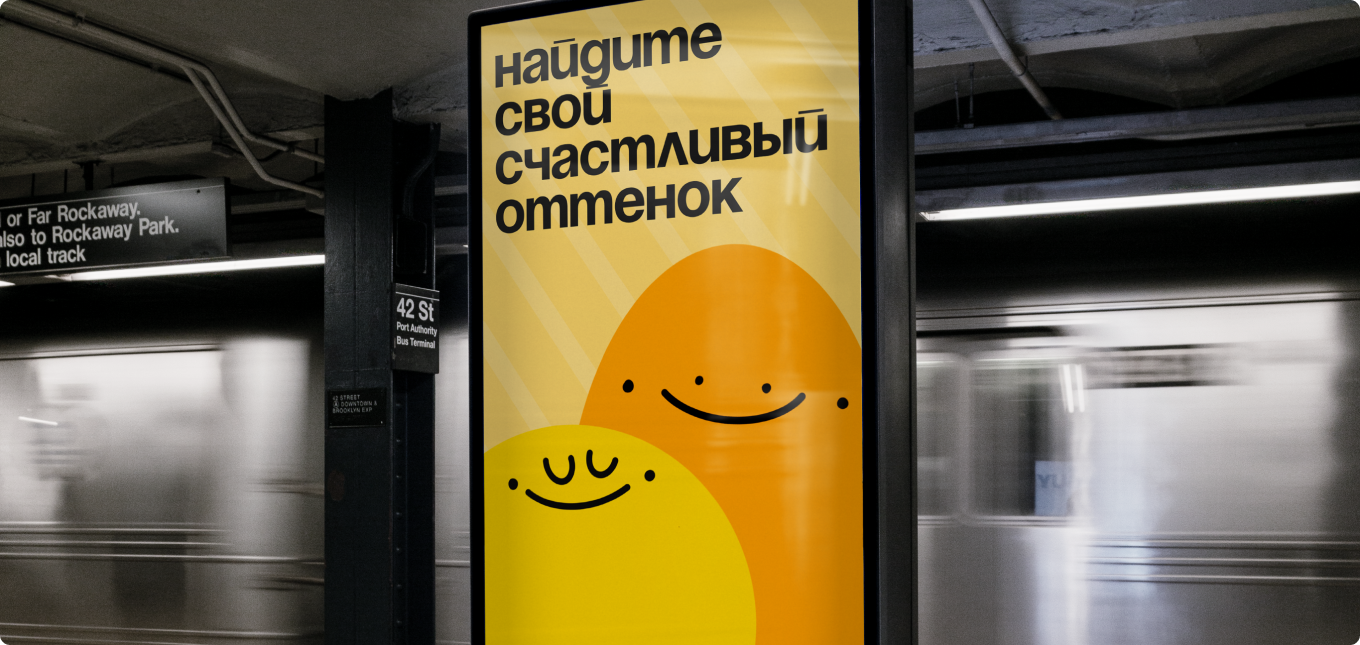 or Far Rockaway.
also to Rockaway Park.
local track
42 St
Port Authority
Bus Terminal
42 STREET
DOWNTOWN &
BROOKLYN EXP
найдите
свой
счастливый
оттенок